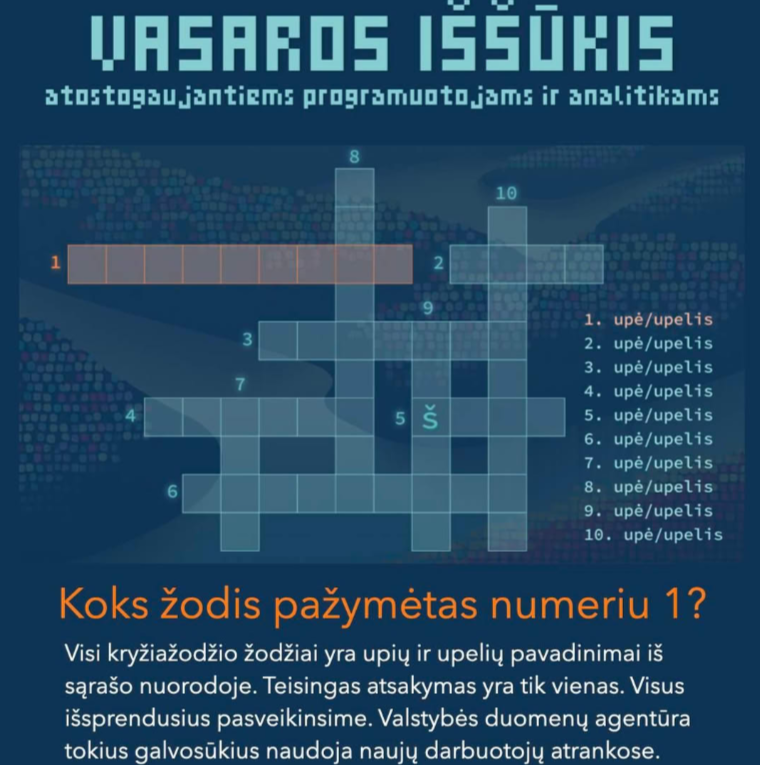 VASAROS IŠŠŪKIS
atostogaujantiems programuotojams ir analitikams
8
10
1
2
9
3
7
4
5
Š
6
1. upė/upelis
2. upė/upelis
3. upė/upelis
4. upė/upelis
5. upė/upelis
6. upė/upelis
7. upė/upelis
8. upė/upelis
9. upė/upelis
10. upė/upelis
Koks žodis pažymėtas numeriu 1?
Visi kryžiažodžio žodžiai yra upių ir upelių pavadinimai iš
sąrašo nuorodoje. Teisingas atsakymas yra tik vienas. Visus
išsprendusius pasveikinsime. Valstybės duomenų agentūra
tokius galvosūkius naudoja naujų darbuotojų atrankose.